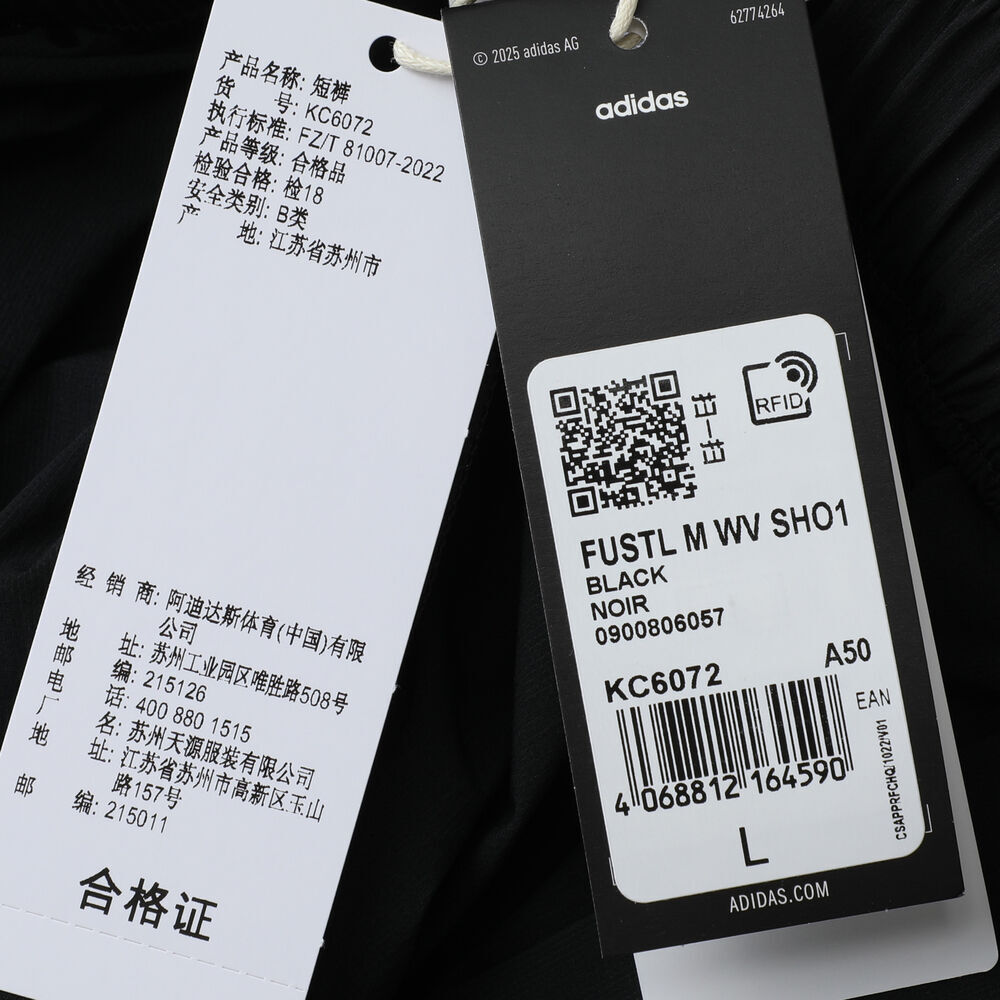 产品名称: 短裤
货 号: KC6072
执行标准: FZ/T 81007-2022
产品等级: 合格品
检验合格: 检18
安全类别: B类
产 地: 江苏省苏州市
经 销 商: 阿迪达斯体育(中国)有限
公司
地 址: 苏州工业园区唯胜路508号
邮 编: 215126
电 话: 400 880 1515
厂 名: 苏州天源服装有限公司
地 址: 江苏省苏州市高新区玉山
路157号
邮 编: 215011
合格证
62774264
© 2025 adidas AG
adidas
RFID
FUSTL M WV SHO1
BLACK
NOIR
0900806057
KC6072 A50
EAN
4 068812 164590
CSAPPRFCHQ/1022/V01
L
ADIDAS.COM